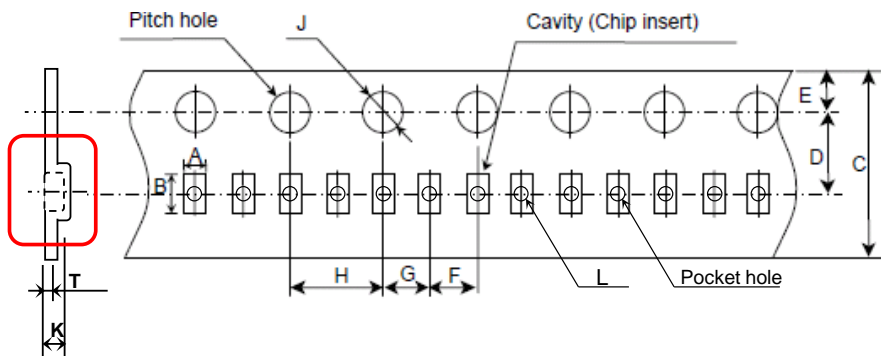 Pitch hole
J
Cavity (Chip insert)
E
A
D
C
B
H
G
F
T
L
Pocket hole
K